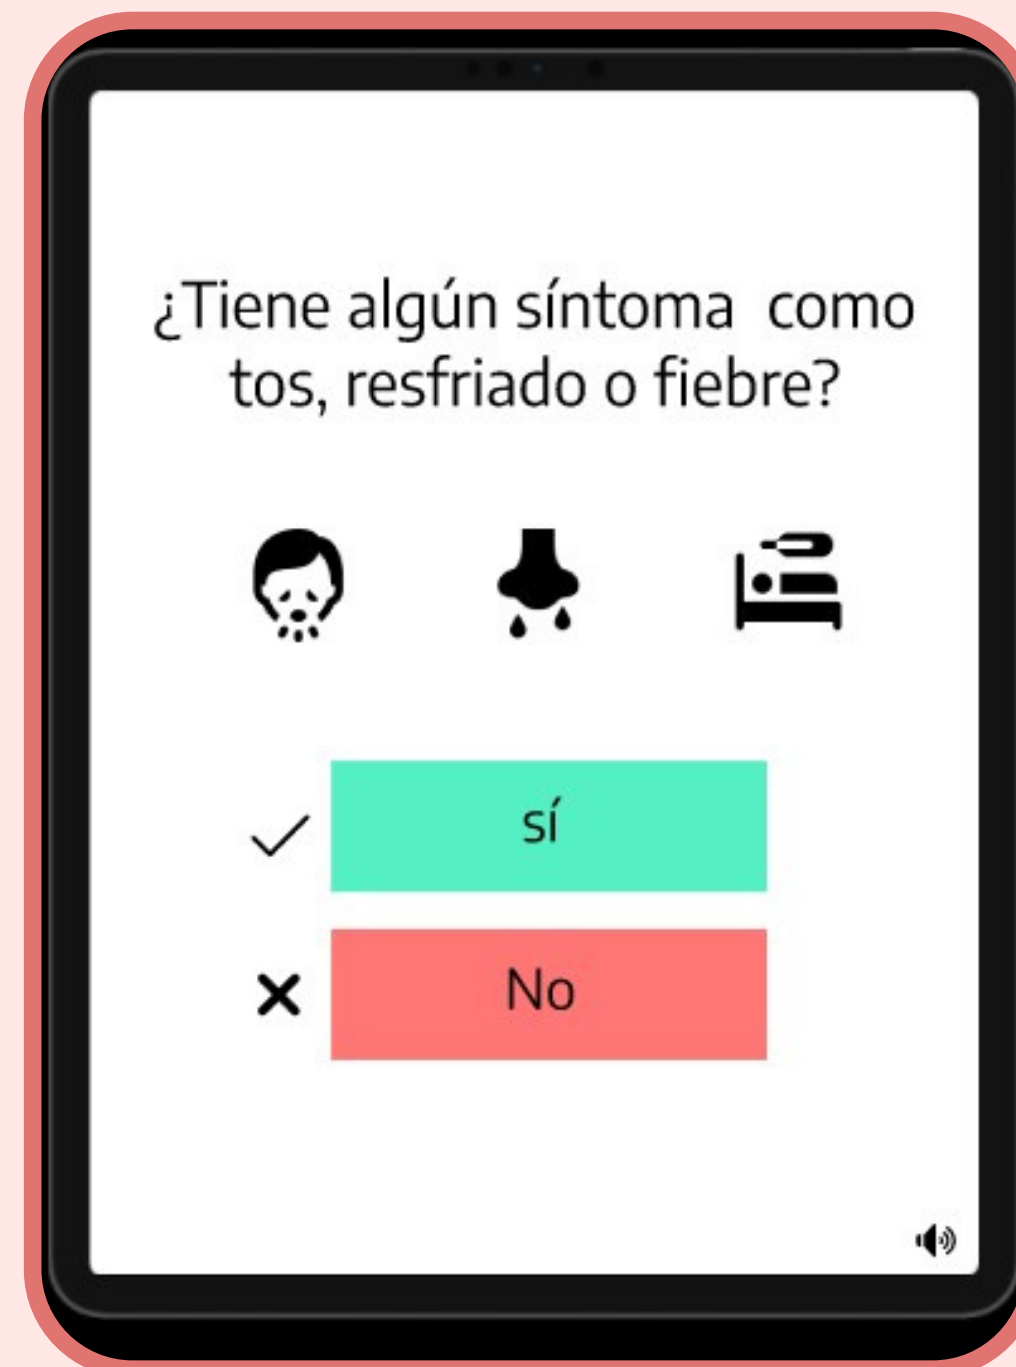 ¿Tiene algún síntoma como
tos, resfriado o fiebre?
sí
No